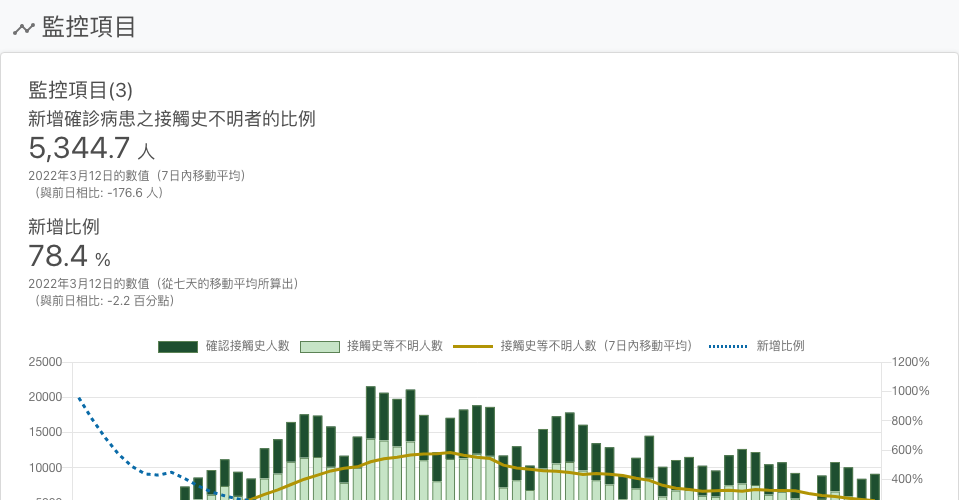 監控項目
監控項目(3)
新增確診病患之接觸史不明者的比例
5,344.7 人
2022年3月12日的數值（7日內移動平均）
（與前日相比: -176.6 人）
新增比例
78.4 %
2022年3月12日的數值（從七天的移動平均所算出）
（與前日相比: -2.2 百分點）
確認接觸史人數 接觸史等不明人數 接觸史等不明人數（7日內移動平均） 新增比例
25000 1200%
20000 1000%
15000 800%
10000 600%
400%